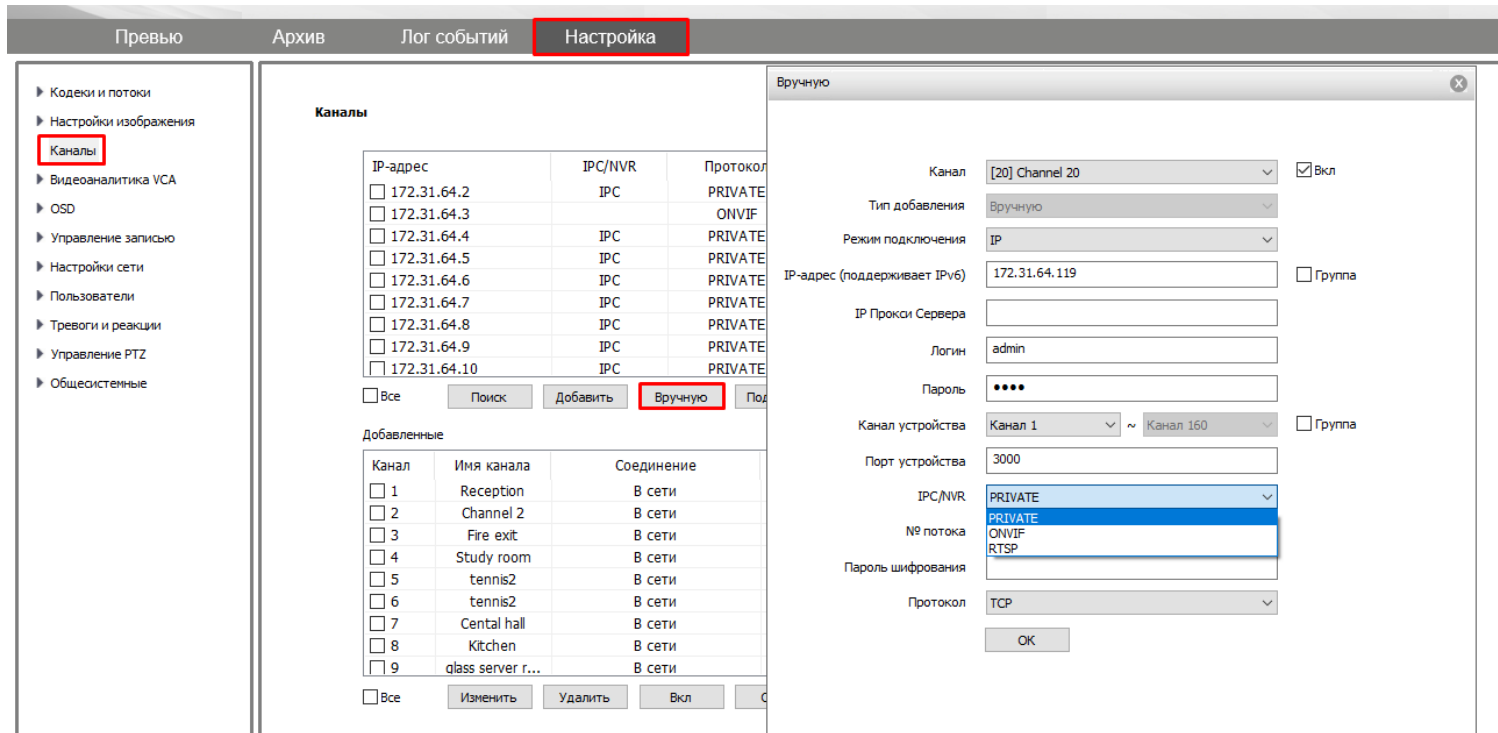 Превью Архив Лог событий Настройка
Кодеки и потоки
Настройки изображения
Каналы
Видеоаналитика VCA
OSD
Управление записью
Настройки сети
Пользователи
Тревоги и реакции
Управление PTZ
Общесистемные
Каналы
IP-адрес IPC/NVR Протокол
172.31.64.2 IPC PRIVATE
172.31.64.3 ONVIF
172.31.64.4 IPC PRIVATE
172.31.64.5 IPC PRIVATE
172.31.64.6 IPC PRIVATE
172.31.64.7 IPC PRIVATE
172.31.64.8 IPC PRIVATE
172.31.64.9 IPC PRIVATE
172.31.64.10 IPC PRIVATE
Все Поиск Добавить Вручную
Добавленные
Канал Имя канала Соединение
1 Reception В сети
2 Channel 2 В сети
3 Fire exit В сети
4 Study room В сети
5 tennis2 В сети
6 tennis2 В сети
7 Cental hall В сети
8 Kitchen В сети
9 glass server r... В сети
Все Изменить Удалить Вкл
Вручную
Канал [20] Channel 20 Вкл
Тип добавления Вручную
Режим подключения IP
IP-адрес (поддерживает IPv6) 172.31.64.119 Группа
IP Прокси Сервера
Логин admin
Пароль ••••
Канал устройства Канал 1 ~ Канал 160 Группа
Порт устройства 3000
IPC/NVR PRIVATE
PRIVATE
№ потока ONVIF
RTSP
Пароль шифрования
Протокол TCP
OK